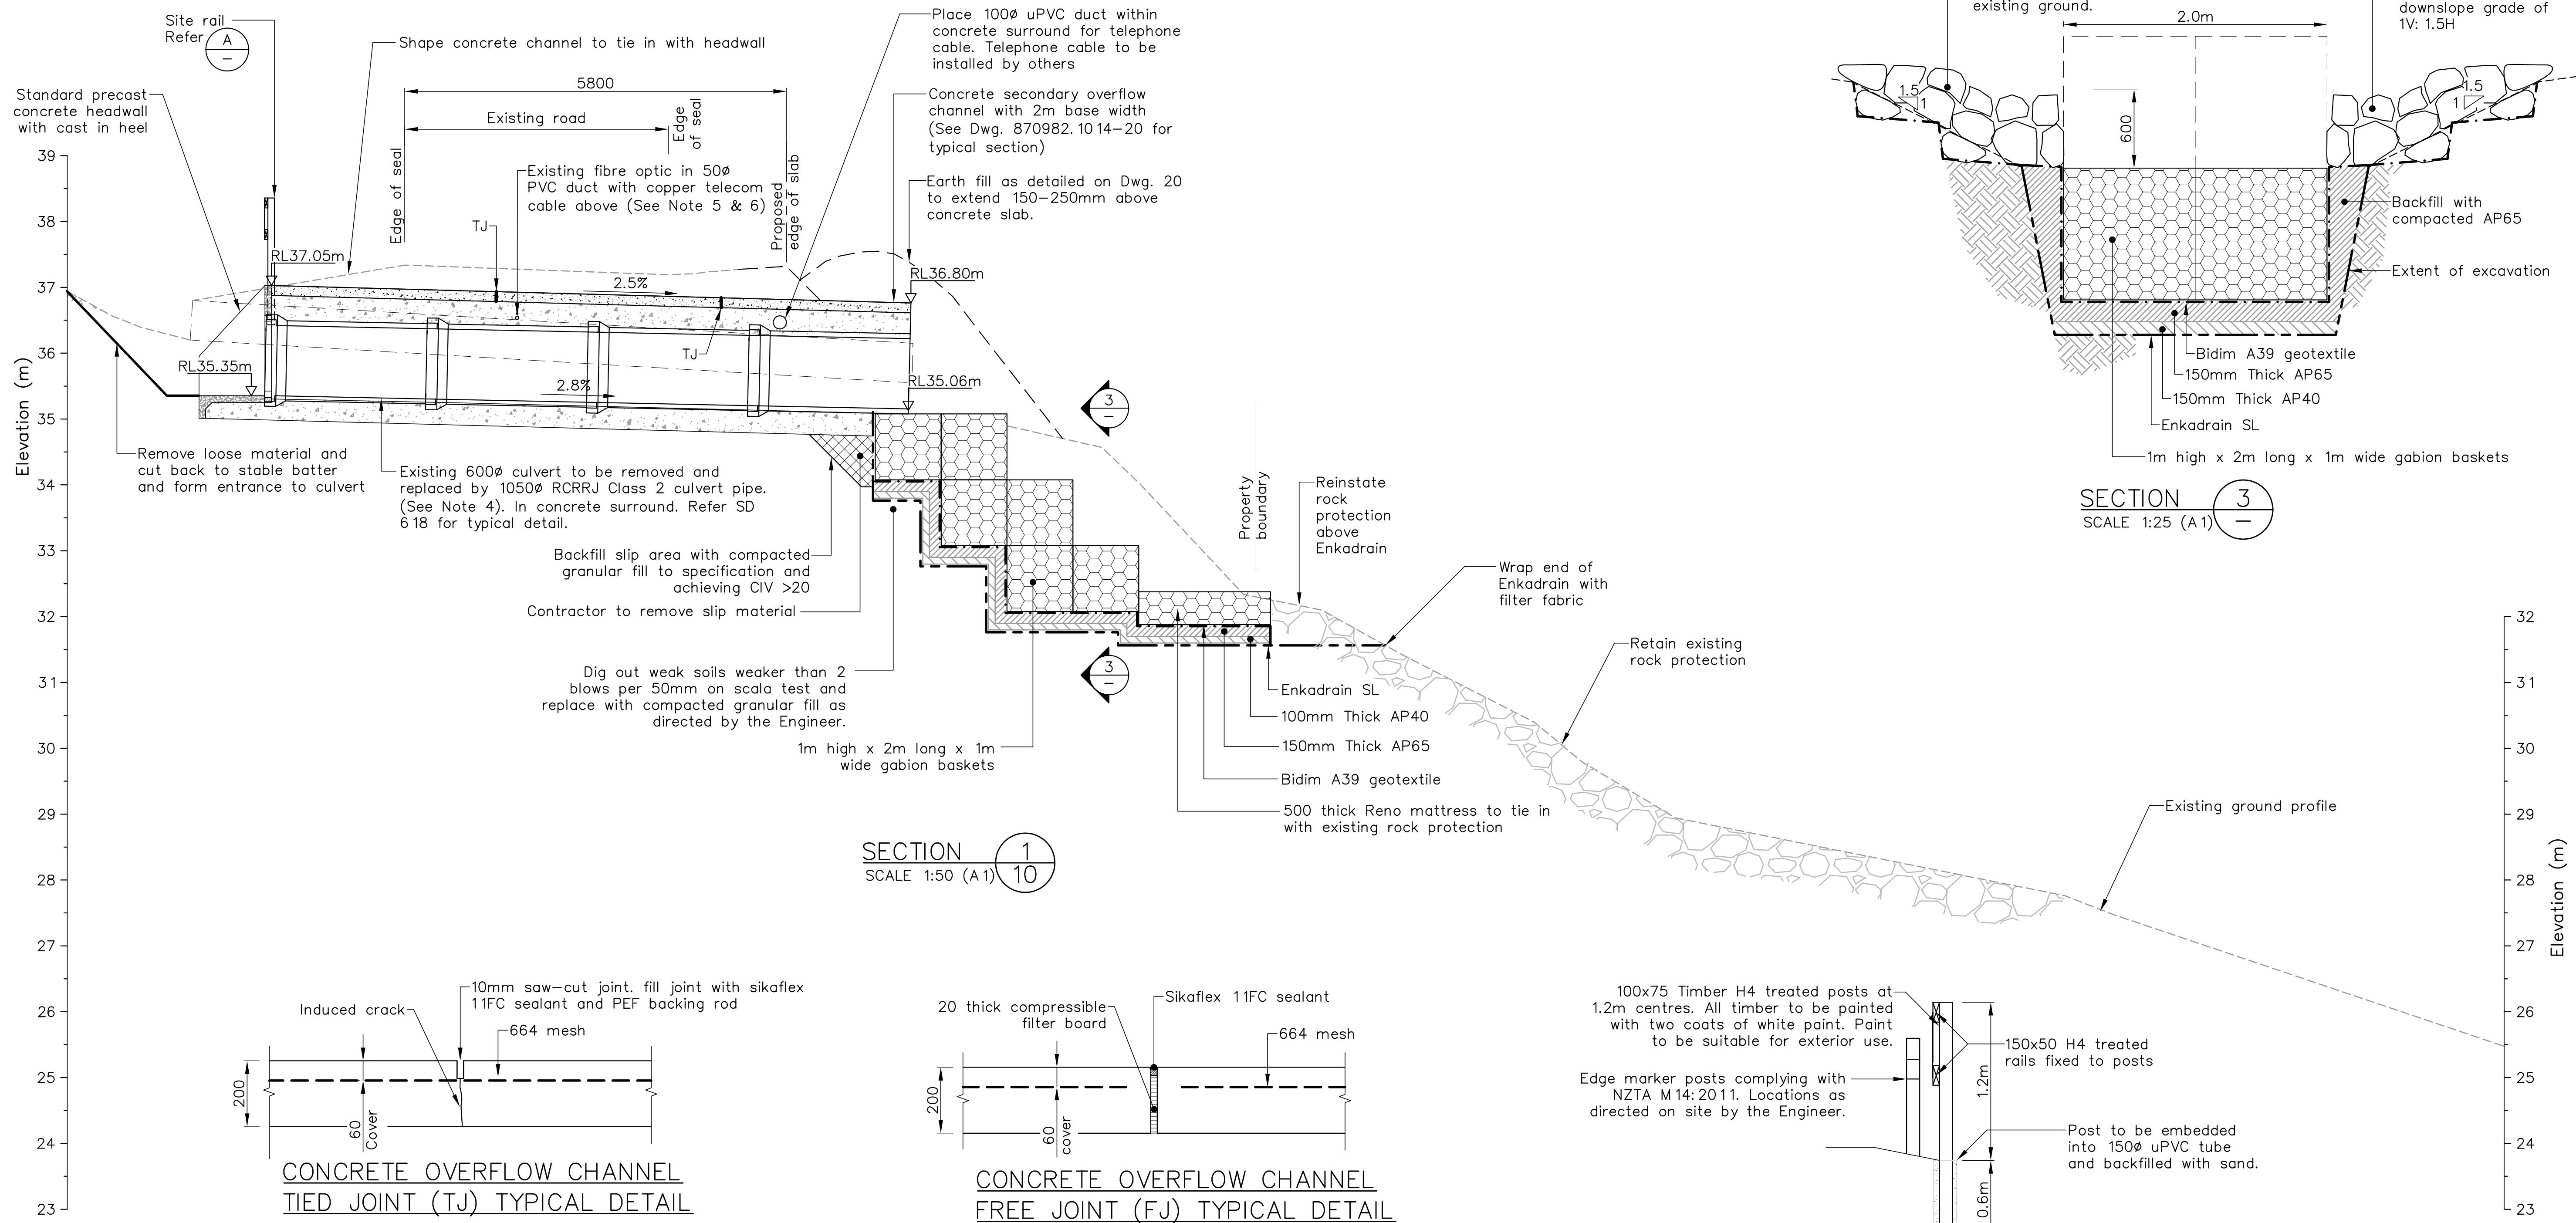 Site rail
Refer
A
–
Shape concrete channel to tie in with headwall
Standard precast
concrete headwall
with cast in heel
5800
Existing road
Edge
of seal
Edge of seal
Proposed
edge of slab
Existing fibre optic in 50ø
PVC duct with copper telecom
cable above (See Note 5 & 6)
TJ
Place 100ø uPVC duct within
concrete surround for telephone
cable. Telephone cable to be
installed by others
Concrete secondary overflow
channel with 2m base width
(See Dwg. 870982.1014–20 for
typical section)
Earth fill as detailed on Dwg. 20
to extend 150–250mm above
concrete slab.
RL37.05m
2.5%
RL36.80m
TJ
RL35.35m
2.8%
RL35.06m
39
38
37
36
35
34
33
32
31
30
29
28
27
26
25
24
23
Elevation (m)
Remove loose material and
cut back to stable batter
and form entrance to culvert
Existing 600ø culvert to be removed and
replaced by 1050ø RCRRJ Class 2 culvert pipe.
(See Note 4). In concrete surround. Refer SD
618 for typical detail.
Backfill slip area with compacted
granular fill to specification and
achieving CIV >20
Contractor to remove slip material
Dig out weak soils weaker than 2
blows per 50mm on scala test and
replace with compacted granular fill as
directed by the Engineer.
1m high x 2m long x 1m
wide gabion baskets
3
–
3
–
Property
boundary
Reinstate
rock
protection
above
Enkadrain
Wrap end of
Enkadrain with
filter fabric
Retain existing
rock protection
Enkadrain SL
100mm Thick AP40
150mm Thick AP65
Bidim A39 geotextile
500 thick Reno mattress to tie in
with existing rock protection
Existing ground profile
SECTION
SCALE 1:50 (A1)
1
10
existing ground.
2.0m
downslope grade of
1V: 1.5H
1.5
1
600
1.5
1
Backfill with
compacted AP65
Extent of excavation
Bidim A39 geotextile
150mm Thick AP65
150mm Thick AP40
Enkadrain SL
1m high x 2m long x 1m wide gabion baskets
SECTION
SCALE 1:25 (A1)
3
–
32
31
30
29
28
27
26
25
24
23
Elevation (m)
10mm saw–cut joint. fill joint with sikaflex
11FC sealant and PEF backing rod
Induced crack
664 mesh
200
60
Cover
CONCRETE OVERFLOW CHANNEL
TIED JOINT (TJ) TYPICAL DETAIL
Sikaflex 11FC sealant
20 thick compressible
filter board
664 mesh
200
60
cover
CONCRETE OVERFLOW CHANNEL
FREE JOINT (FJ) TYPICAL DETAIL
100x75 Timber H4 treated posts at
1.2m centres. All timber to be painted
with two coats of white paint. Paint
to be suitable for exterior use.
150x50 H4 treated
rails fixed to posts
Edge marker posts complying with
NZTA M14:2011. Locations as
directed on site by the Engineer.
1.2m
Post to be embedded
into 150ø uPVC tube
and backfilled with sand.
0.6m